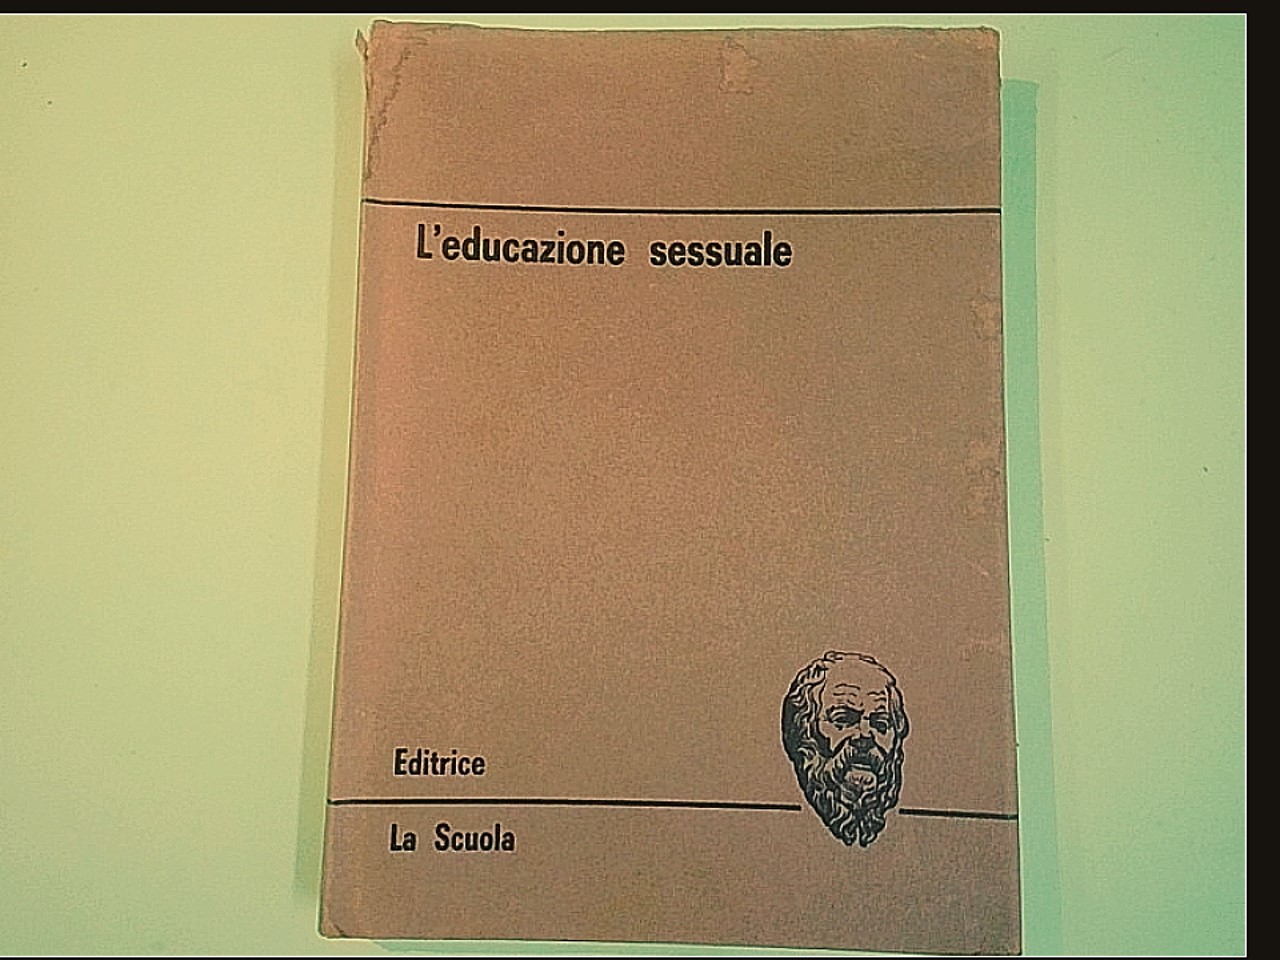 L'educazione sessuale
Editrice
La Scuola